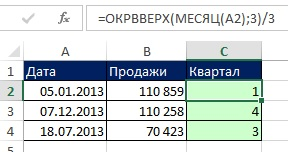 fx =ОКРВВЕРХ(МЕСЯЦ(A2);3)/3
A B C
1 Дата Продажи Квартал
2 05.01.2013 110 859 1
3 07.12.2013 110 258 4
4 18.07.2013 70 423 3